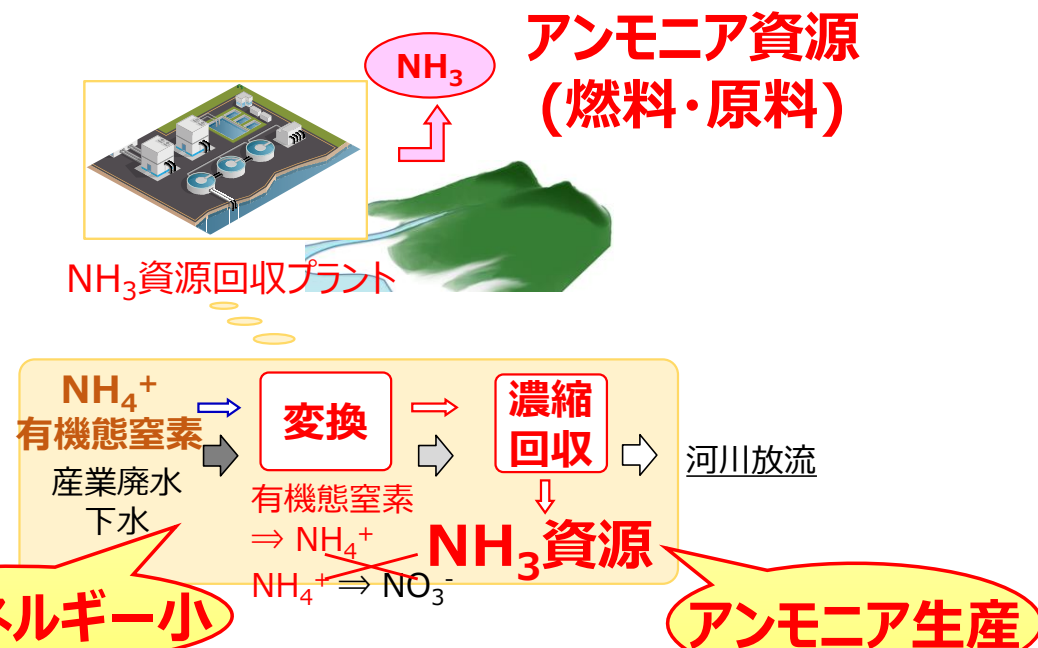 NH₃
アンモニア資源
(燃料・原料)
NH₃資源回収プラント
NH₄⁺
有機態窒素
産業廃水
下水
変換
濃縮
回収
河川放流
有機態窒素
⇒ NH₄⁺
NH₄⁺ ⇒ NO₃⁻
NH₃資源
ネルギー小
アンモニア生産